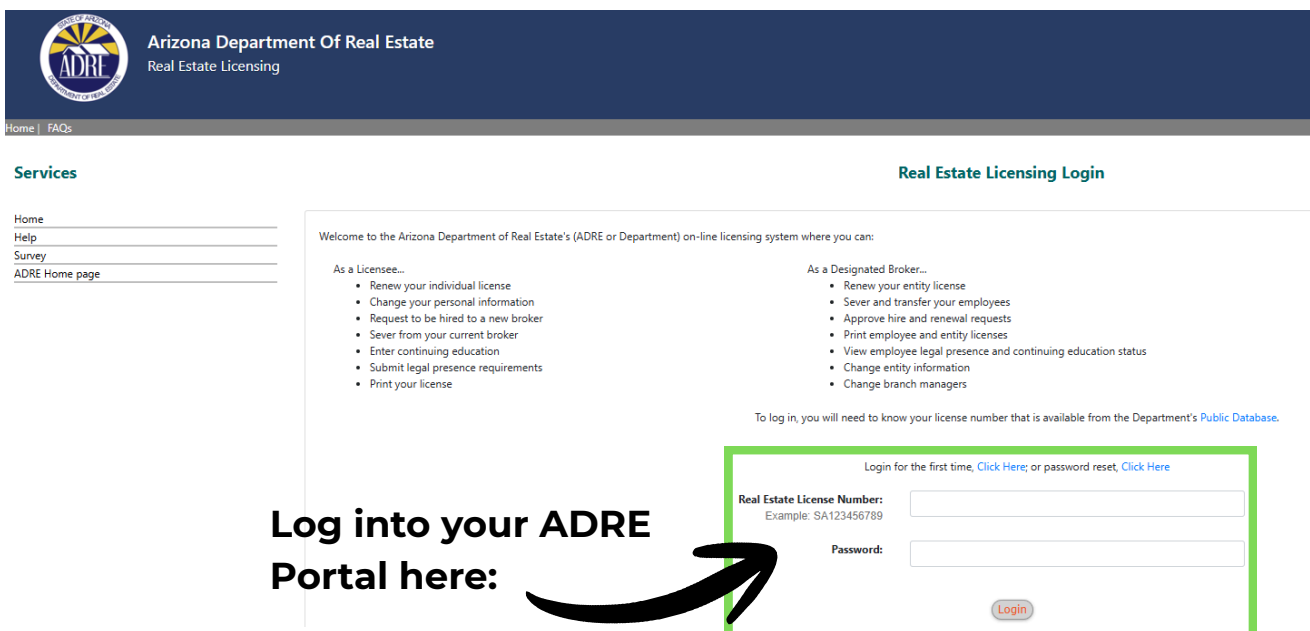 STATE OF ARIZONA
ADRE
DEPARTMENT OF REAL ESTATE
Arizona Department Of Real Estate
Real Estate Licensing
Home | FAQs
Services
Home
Help
Survey
ADRE Home page
Real Estate Licensing Login
Welcome to the Arizona Department of Real Estate's (ADRE or Department) on-line licensing system where you can:
As a Licensee...
• Renew your individual license
• Change your personal information
• Request to be hired to a new broker
• Sever from your current broker
• Enter continuing education
• Submit legal presence requirements
• Print your license
As a Designated Broker...
• Renew your entity license
• Sever and transfer your employees
• Approve hire and renewal requests
• Print employee and entity licenses
• View employee legal presence and continuing education status
• Change entity information
• Change branch managers
To log in, you will need to know your license number that is available from the Department's Public Database.
Login for the first time, Click Here; or password reset, Click Here
Real Estate License Number:
Example: SA123456789
Password:
Login
Log into your ADRE
Portal here: